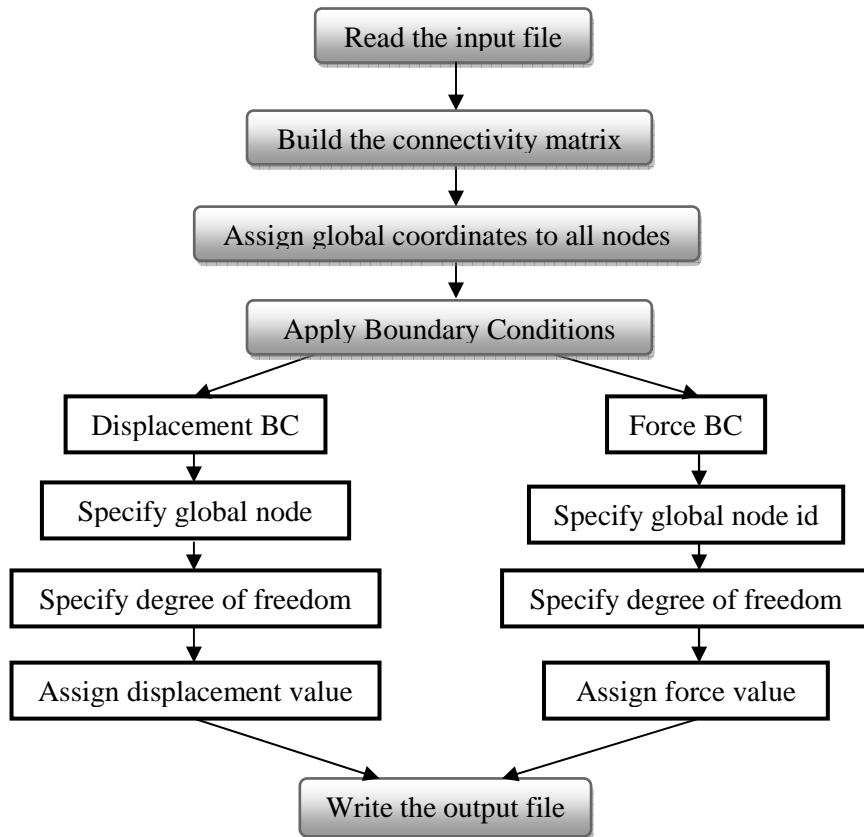 Read the input file
Build the connectivity matrix
Assign global coordinates to all nodes
Apply Boundary Conditions
Displacement BC
Specify global node
Specify degree of freedom
Assign displacement value
Force BC
Specify global node id
Specify degree of freedom
Assign force value
Write the output file